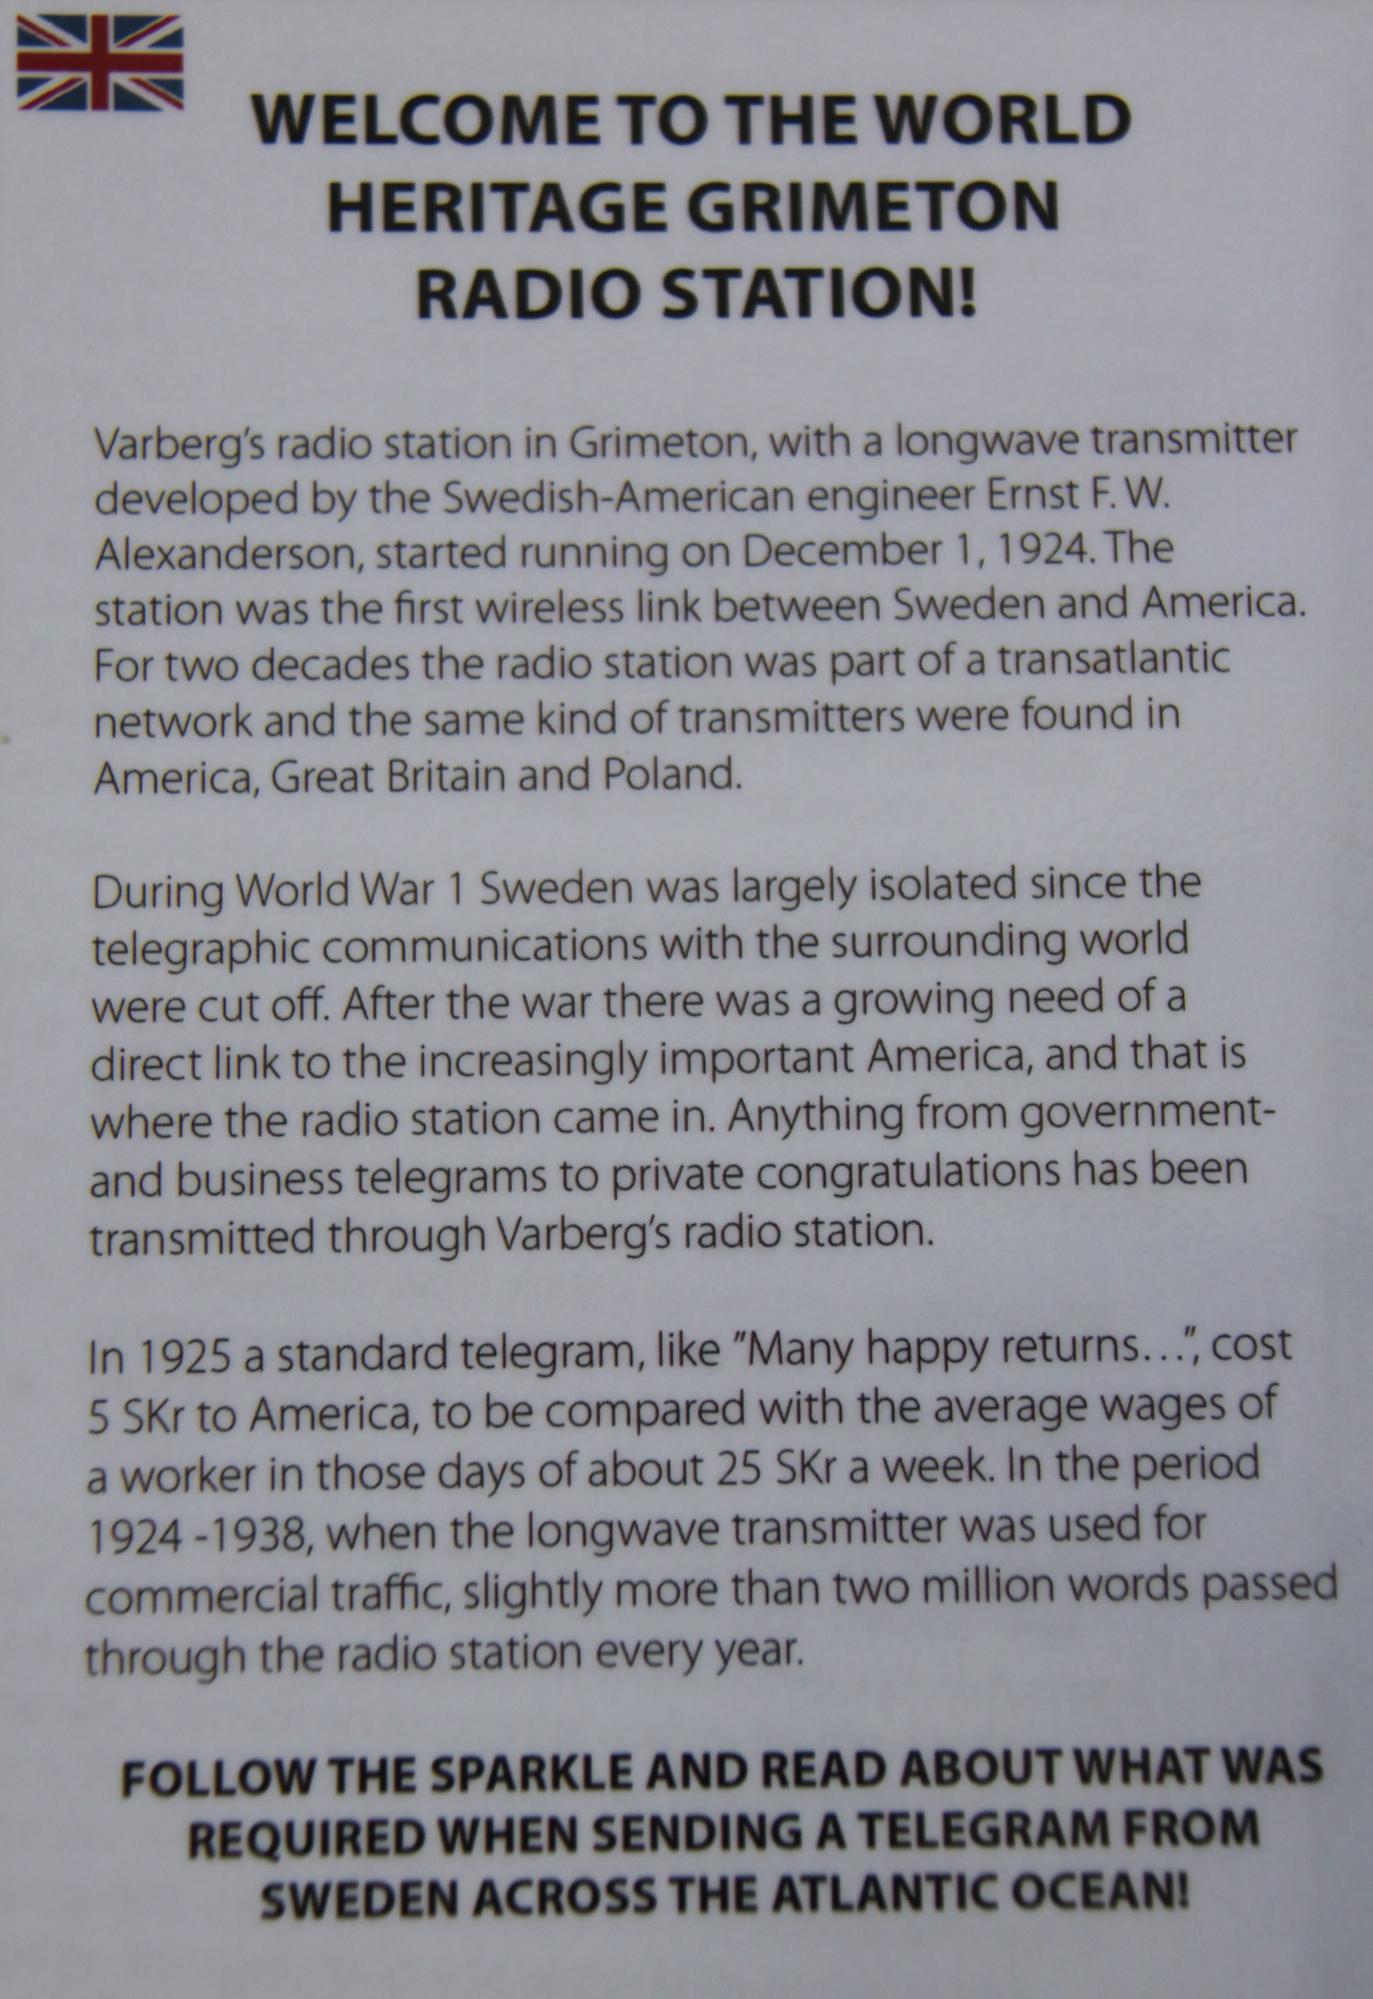 WELCOME TO THE WORLD
HERITAGE GRIMETON
RADIO STATION!
Varberg's radio station in Grimeton, with a longwave transmitter
developed by the Swedish-American engineer Ernst F. W.
Alexanderson, started running on December 1, 1924. The
station was the first wireless link between Sweden and America.
For two decades the radio station was part of a transatlantic
network and the same kind of transmitters were found in
America, Great Britain and Poland.
During World War 1 Sweden was largely isolated since the
telegraphic communications with the surrounding world
were cut off. After the war there was a growing need of a
direct link to the increasingly important America, and that is
where the radio station came in. Anything from government-
and business telegrams to private congratulations has been
transmitted through Varberg's radio station.
In 1925 a standard telegram, like "Many happy returns...", cost
5 SKr to America, to be compared with the average wages of
a worker in those days of about 25 SKr a week. In the period
1924 -1938, when the longwave transmitter was used for
commercial traffic, slightly more than two million words passed
through the radio station every year.
FOLLOW THE SPARKLE AND READ ABOUT WHAT WAS
REQUIRED WHEN SENDING A TELEGRAM FROM
SWEDEN ACROSS THE ATLANTIC OCEAN!